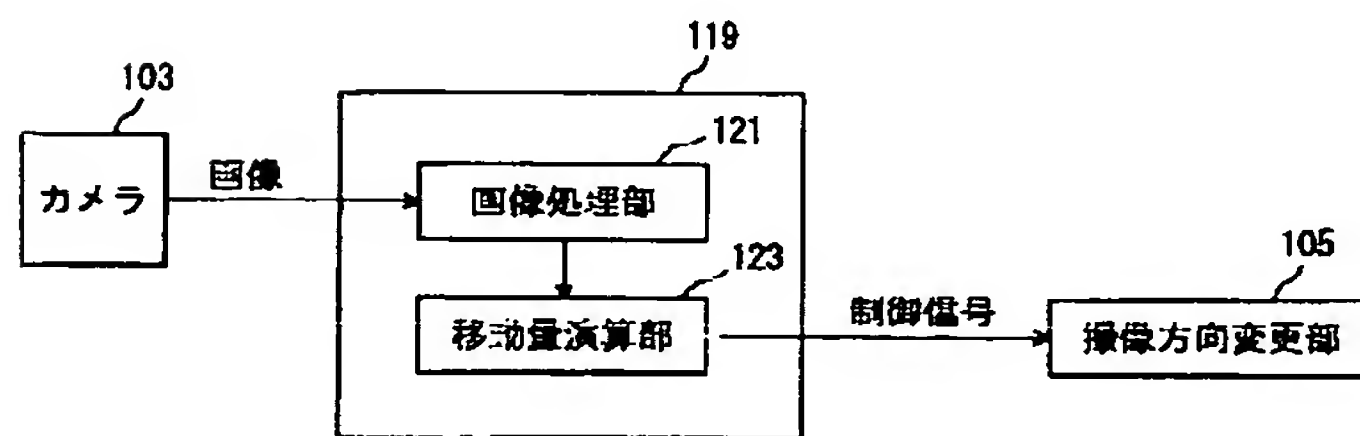 119
103
121
画像
カメラ
画像処理部
123
105
制御信号
移動量演算部
撮像方向変更部